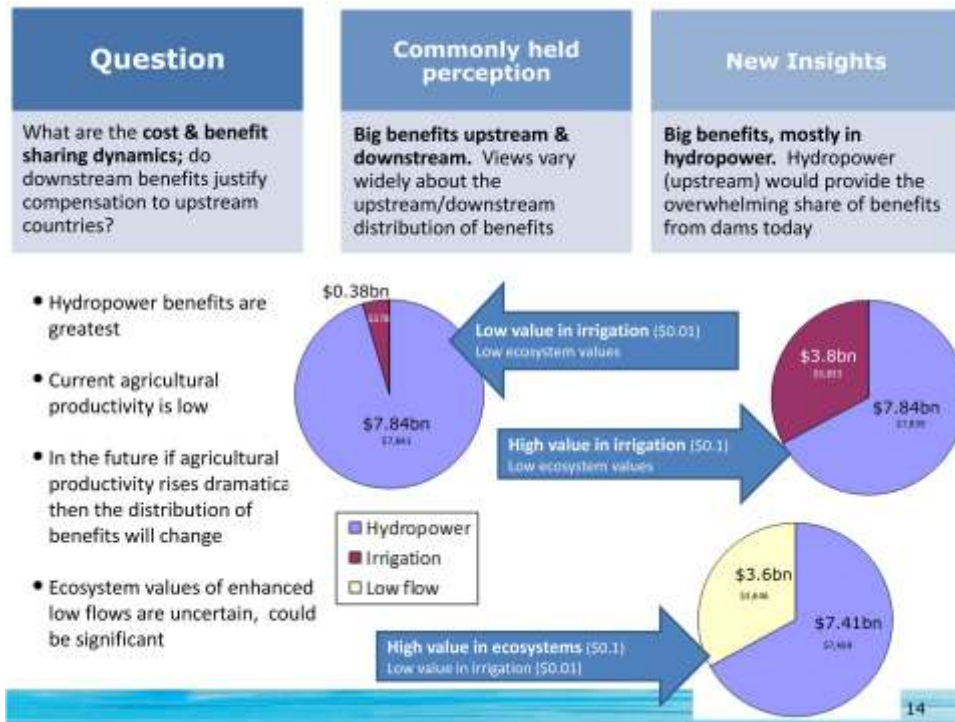 Question
What are the cost & benefit
sharing dynamics; do
downstream benefits justify
compensation to upstream
countries?
Commonly held
perception
Big benefits upstream &
downstream. Views vary
widely about the
upstream/downstream
distribution of benefits
New Insights
Big benefits, mostly in
hydropower. Hydropower
(upstream) would provide the
overwhelming share of benefits
from dams today
• Hydropower benefits are
greatest
• Current agricultural
productivity is low
• In the future if agricultural
productivity rises dramatica
then the distribution of
benefits will change
• Ecosystem values of enhanced
low flows are uncertain, could
be significant
$0.38bn
$7.84bn
Low value in irrigation ($0.01)
Low ecosystem values
$3.8bn
$7.84bn
High value in irrigation ($0.1)
Low ecosystem values
Hydropower
Irrigation
Low flow
$3.6bn
$7.41bn
High value in ecosystems ($0.1)
Low value in irrigation ($0.01)
14